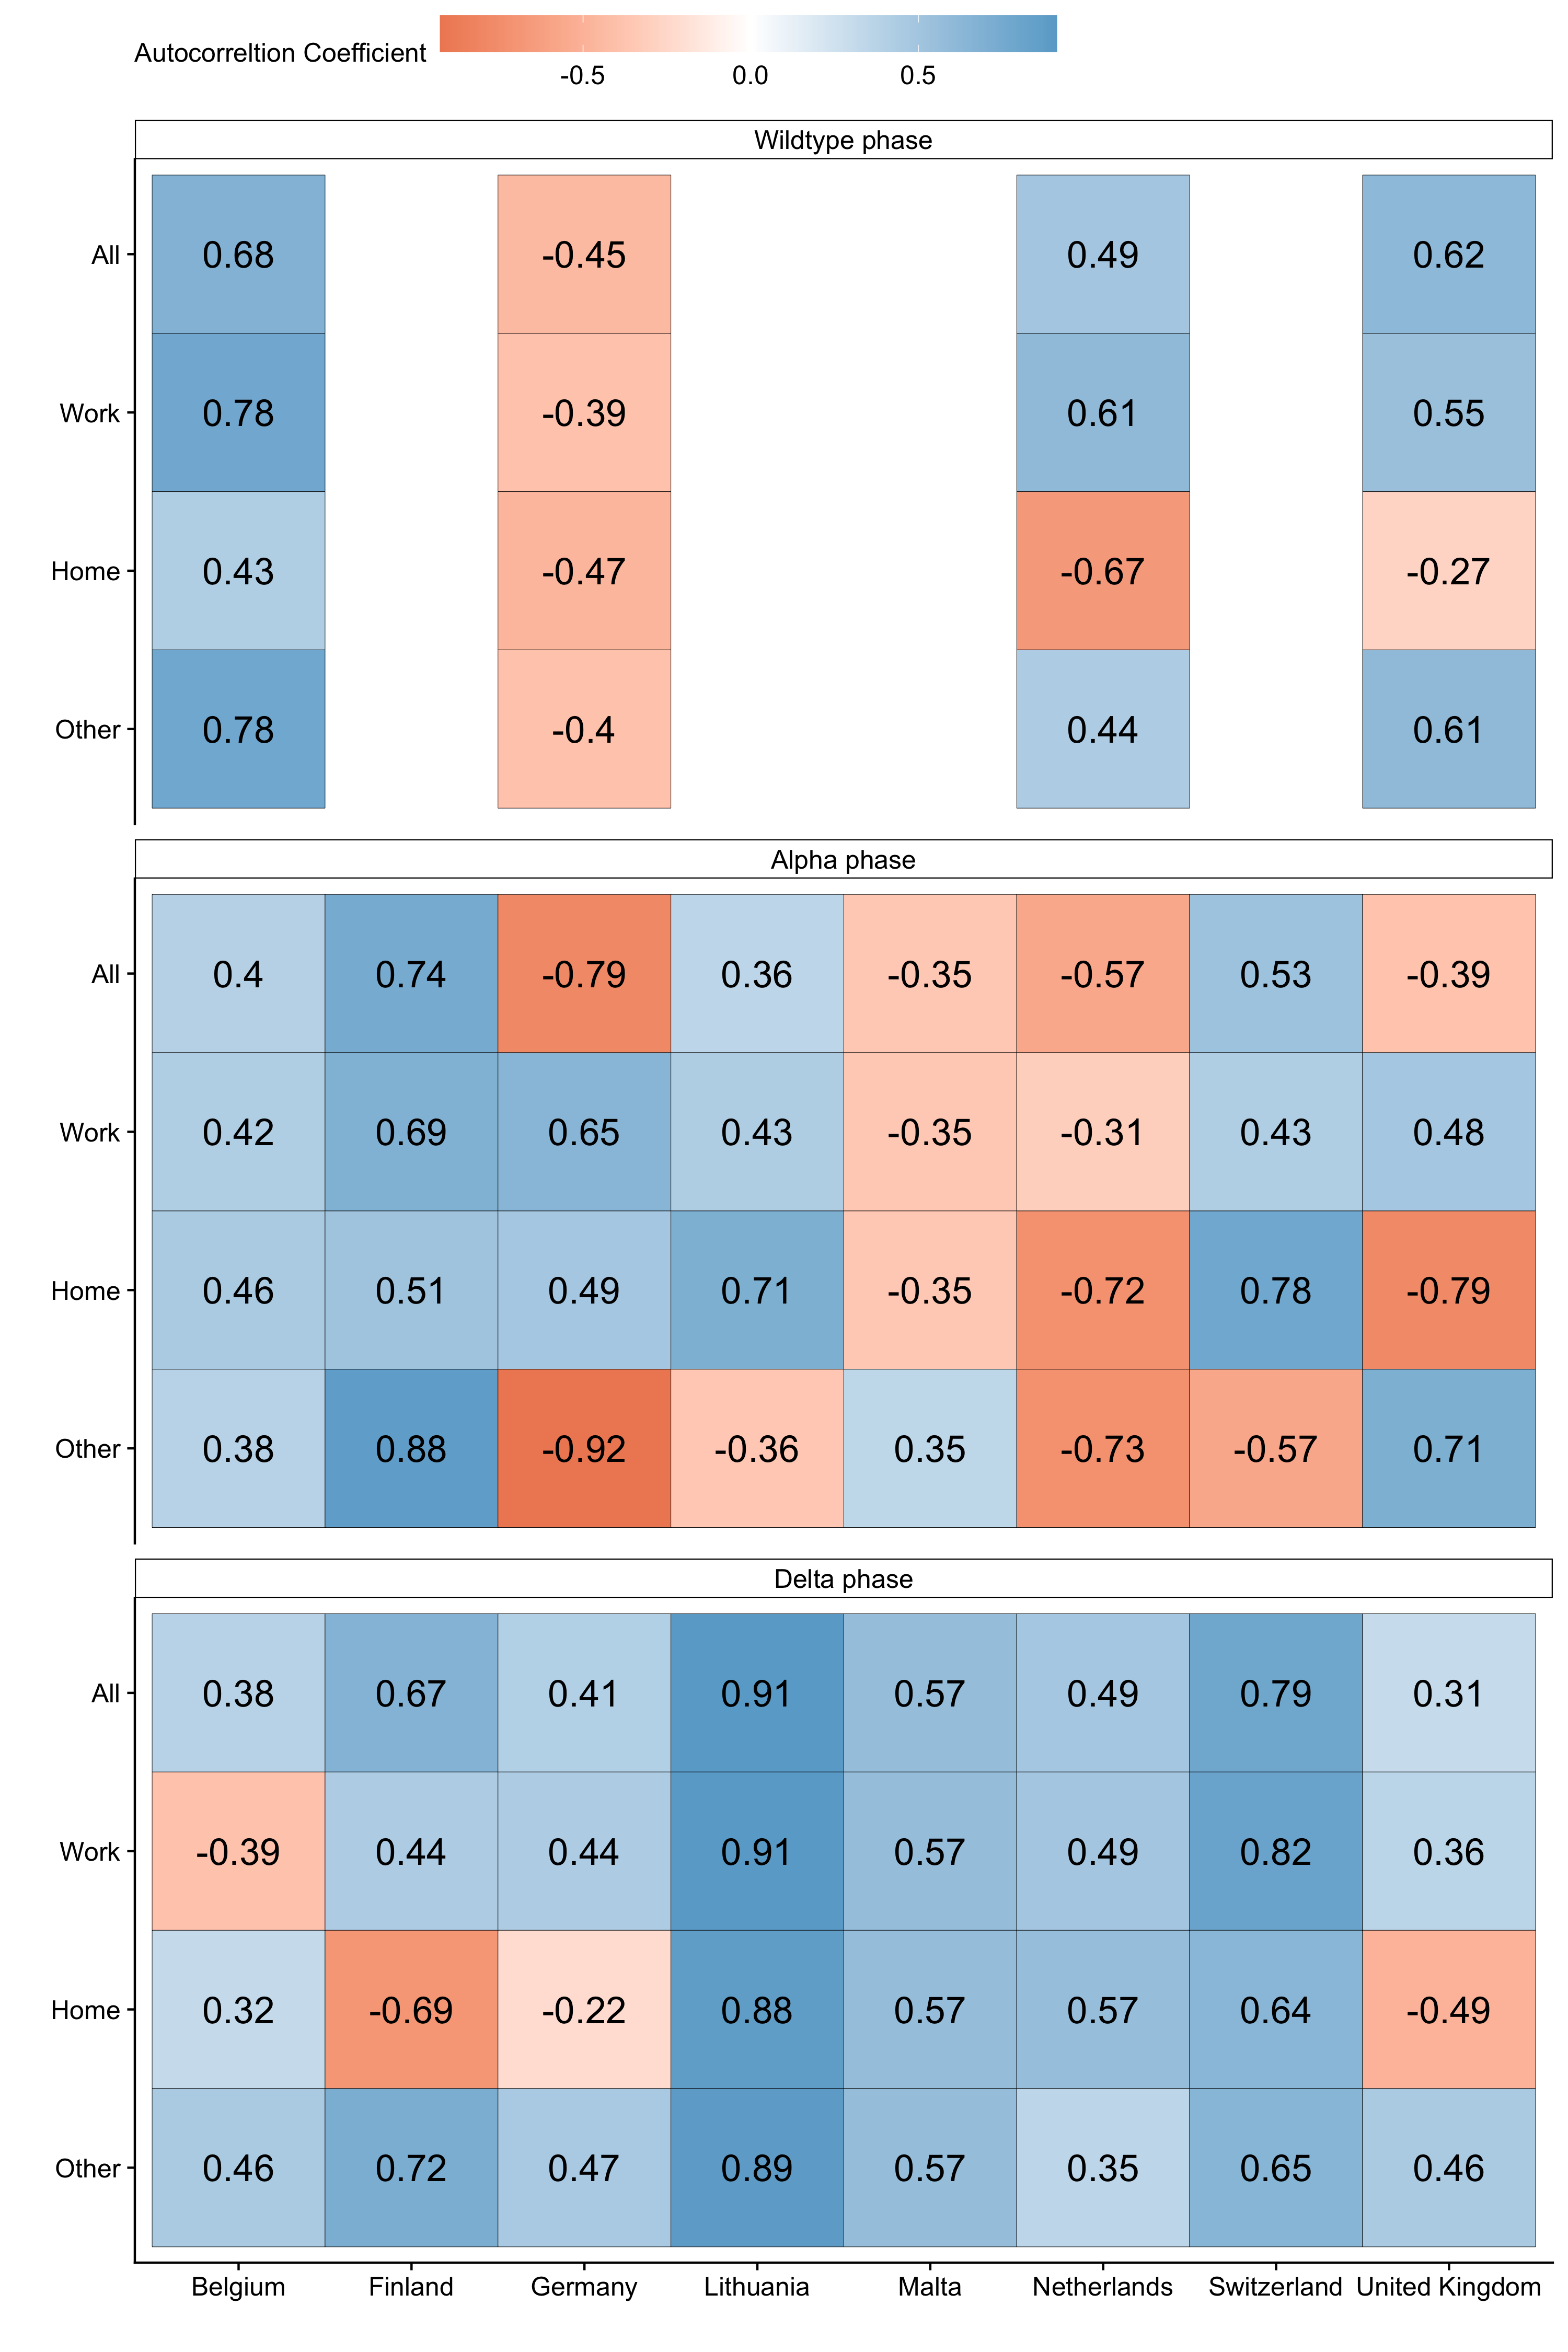 Autocorreltion Coefficient
-0.5 0.0 0.5
Wildtype phase
All 0.68 -0.45 0.49 0.62
Work 0.78 -0.39 0.61 0.55
Home 0.43 -0.47 -0.67 -0.27
Other 0.78 -0.4 0.44 0.61
Alpha phase
All 0.4 0.74 -0.79 0.36 -0.35 -0.57 0.53 -0.39
Work 0.42 0.69 0.65 0.43 -0.35 -0.31 0.43 0.48
Home 0.46 0.51 0.49 0.71 -0.35 -0.72 0.78 -0.79
Other 0.38 0.88 -0.92 -0.36 0.35 -0.73 -0.57 0.71
Delta phase
All 0.38 0.67 0.41 0.91 0.57 0.49 0.79 0.31
Work -0.39 0.44 0.44 0.91 0.57 0.49 0.82 0.36
Home 0.32 -0.69 -0.22 0.88 0.57 0.57 0.64 -0.49
Other 0.46 0.72 0.47 0.89 0.57 0.35 0.65 0.46
Belgium Finland Germany Lithuania Malta Netherlands Switzerland United Kingdom